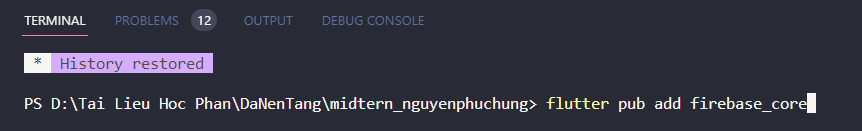 TERMINAL PROBLEMS 12 OUTPUT DEBUG CONSOLE
* History restored
PS D:\Tai Lieu Hoc Phan\DaNenTang\midtern_nguyenphuchung> flutter pub add firebase_core